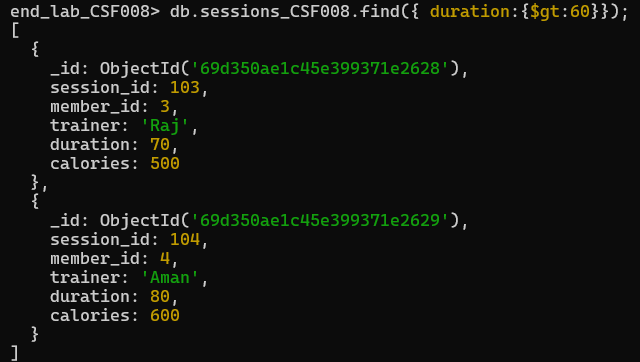 end_lab_CSF008> db.sessions_CSF008.find({ duration:{$gt:60}});
[
  {
    _id: ObjectId('69d350ae1c45e399371e2628'),
    session_id: 103,
    member_id: 3,
    trainer: 'Raj',
    duration: 70,
    calories: 500
  },
  {
    _id: ObjectId('69d350ae1c45e399371e2629'),
    session_id: 104,
    member_id: 4,
    trainer: 'Aman',
    duration: 80,
    calories: 600
  }
]